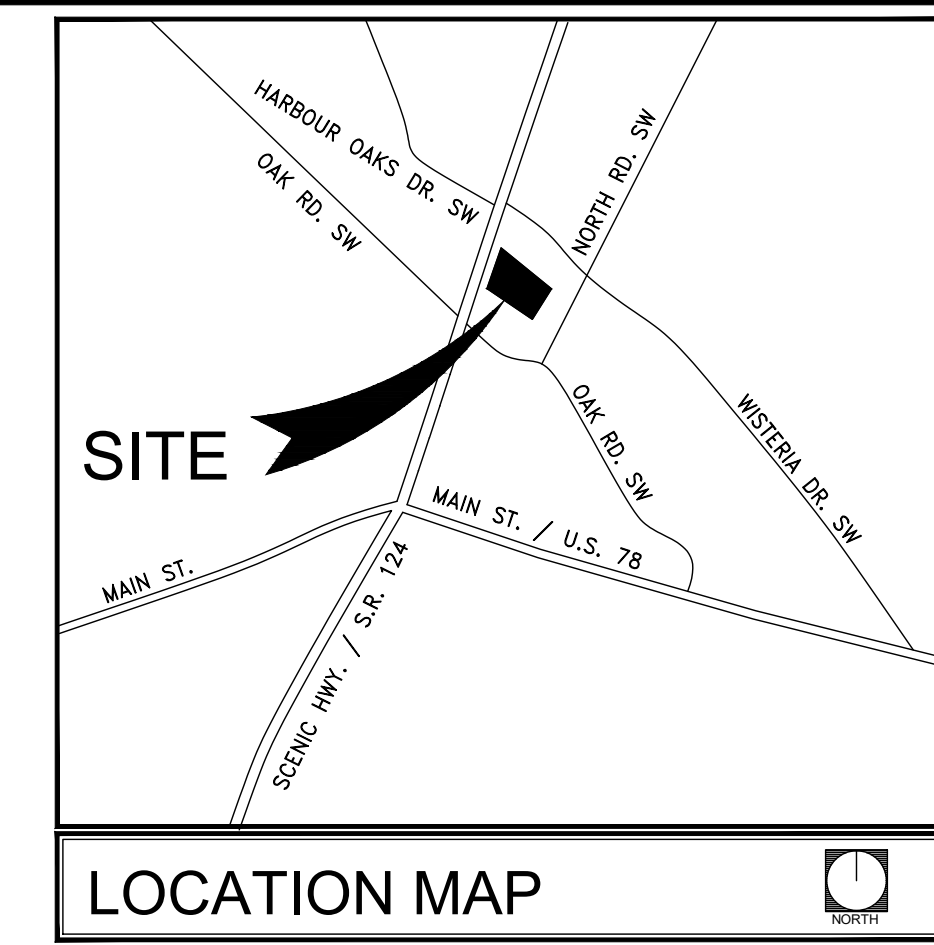 HARBOUR OAKS DR. SW
OAK RD. SW
NORTH RD. SW
OAK RD. SW
WISTERIA DR. SW
SITE
MAIN ST. / U.S. 78
MAIN ST.
SCENIC HWY. / S.R. 124
LOCATION MAP
NORTH